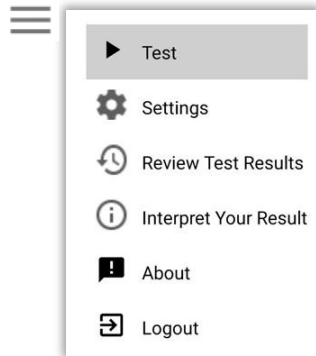 Test
Settings
Review Test Results
Interpret Your Result
About
Logout